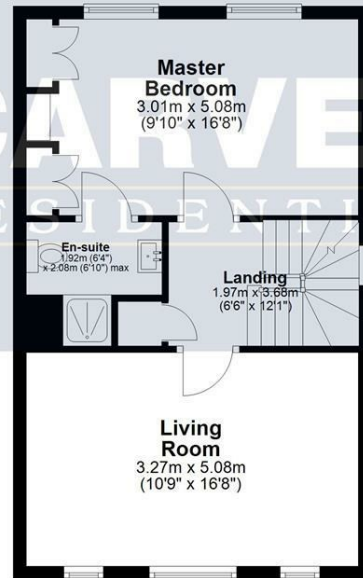 Master
Bedroom
3.01m x 5.08m
(9'10" x 16'8")
CARVE
ESIDENTI
En-suite
1.92m (6'4")
x 2.08m (6'10") max
Landing
1.97m x 3.68m
(6'6" x 12'1")
Living
Room
3.27m x 5.08m
(10'9" x 16'8")